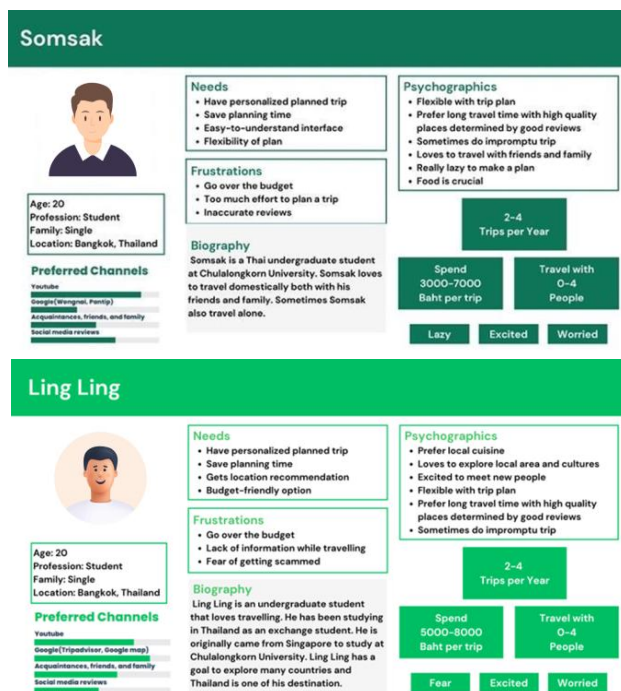 Somsak
Age: 20
Profession: Student
Family: Single
Location: Bangkok, Thailand
Preferred Channels
Youtube
Google(Wongnai, Pantip)
Acquaintances, friends, and family
Social media reviews
Needs
• Have personalized planned trip
• Save planning time
• Easy-to-understand interface
• Flexibility of plan
Frustrations
• Go over the budget
• Too much effort to plan a trip
• Inaccurate reviews
Biography
Somsak is a Thai undergraduate student
at Chulalongkorn University. Somsak loves
to travel domestically both with his
friends and family. Sometimes Somsak
also travel alone.
Psychographics
• Flexible with trip plan
• Prefer long travel time with high quality
places determined by good reviews
• Sometimes do impromptu trip
• Loves to travel with friends and family
• Really lazy to make a plan
• Food is crucial
2-4
Trips per Year
Spend
3000-7000
Baht per trip
Travel with
0-4
People
Lazy
Excited
Worried
Ling Ling
Age: 20
Profession: Student
Family: Single
Location: Bangkok, Thailand
Preferred Channels
Youtube
Google(Tripadvisor, Google map)
Acquaintances, friends, and family
Social media reviews
Needs
• Have personalized planned trip
• Save planning time
• Gets location recommendation
• Budget-friendly option
Frustrations
• Go over the budget
• Lack of information while travelling
• Fear of getting scammed
Biography
Ling Ling is an undergraduate student
that loves travelling. He has been studying
in Thailand as an exchange student. He is
originally came from Singapore to study at
Chulalongkorn University. Ling Ling has a
goal to explore many countries and
Thailand is one of his destination.
Psychographics
• Prefer local cuisine
• Loves to explore local area and cultures
• Excited to meet new people
• Flexible with trip plan
• Prefer long travel time with high quality
places determined by good reviews
• Sometimes do impromptu trip
2-4
Trips per Year
Spend
5000-8000
Baht per trip
Travel with
0-4
People
Fear
Excited
Worried